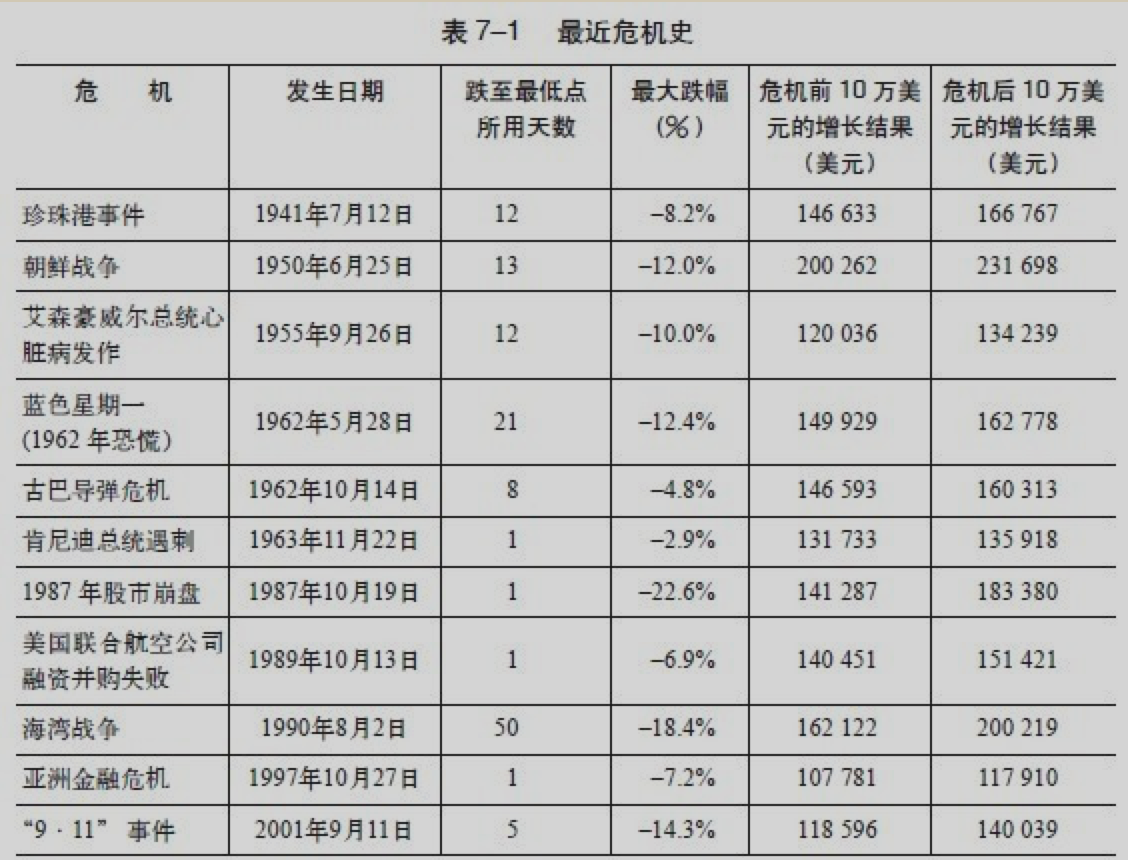 表 7–1 最近危机史
危 机 发生日期 跌至最低点所用天数 最大跌幅(%) 危机前 10 万美元的增长结果(美元) 危机后 10 万美元的增长结果(美元)
珍珠港事件 1941年7月12日 12 –8.2% 146 633 166 767
朝鲜战争 1950年6月25日 13 –12.0% 200 262 231 698
艾森豪威尔总统心脏病发作 1955年9月26日 12 –10.0% 120 036 134 239
蓝色星期一(1962 年恐慌) 1962年5月28日 21 –12.4% 149 929 162 778
古巴导弹危机 1962年10月14日 8 –4.8% 146 593 160 313
肯尼迪总统遇刺 1963年11月22日 1 –2.9% 131 733 135 918
1987 年股市崩盘 1987年10月19日 1 –22.6% 141 287 183 380
美国联合航空公司融资并购失败 1989年10月13日 1 –6.9% 140 451 151 421
海湾战争 1990年8月2日 50 –18.4% 162 122 200 219
亚洲金融危机 1997年10月27日 1 –7.2% 107 781 117 910
“9·11” 事件 2001年9月11日 5 –14.3% 118 596 140 039